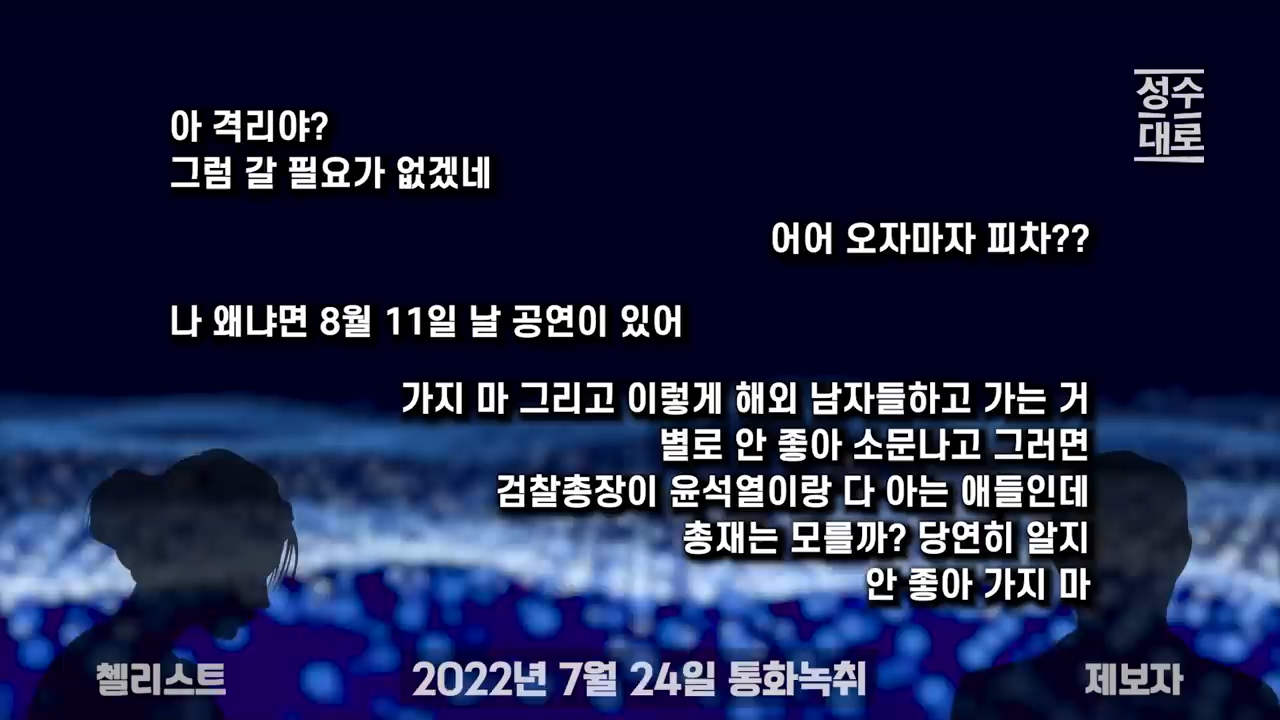 성수
대로
아 격리야?
그럼 갈 필요가 없겠네
어어 오자마자 피차??
나 왜냐면 8월 11일 날 공연이 있어
가지 마 그리고 이렇게 해외 남자들하고 가는 거
별로 안 좋아 소문나고 그러면
검찰총장이 윤석열이랑 다 아는 애들인데
총재는 모를까? 당연히 알지
안 좋아 가지 마
첼리스트
2022년 7월 24일 통화녹취
제보자